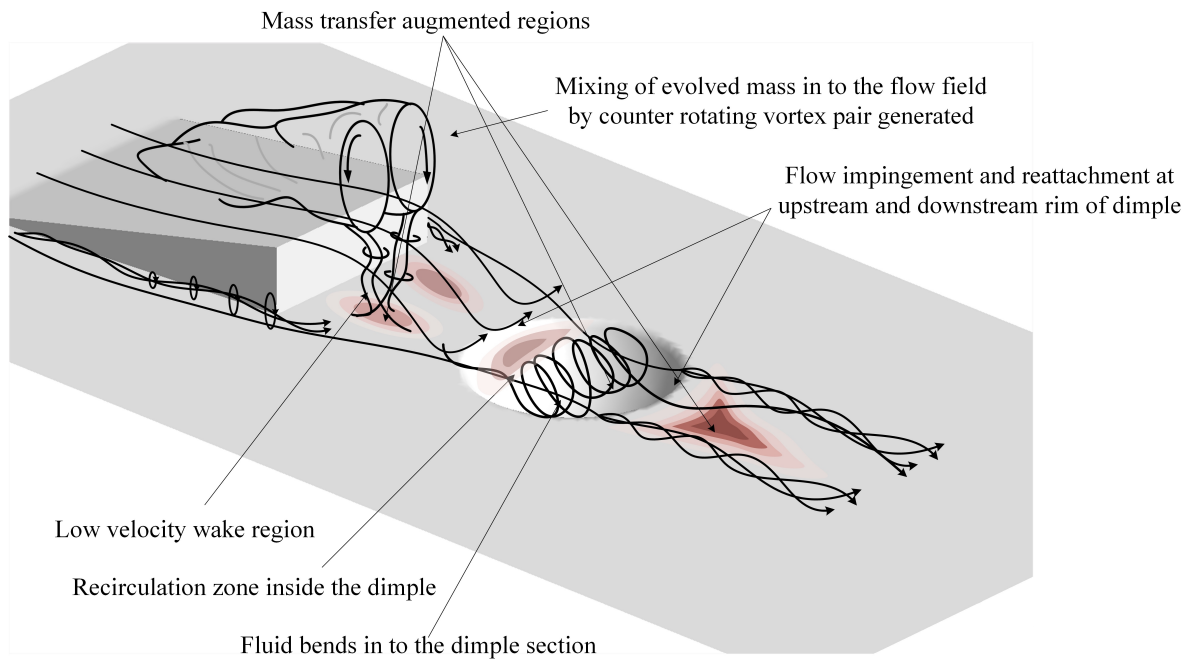 Mass transfer augmented regions
Mixing of evolved mass in to the flow field
by counter rotating vortex pair generated
Flow impingement and reattachment at
upstream and downstream rim of dimple
Low velocity wake region
Recirculation zone inside the dimple
Fluid bends in to the dimple section